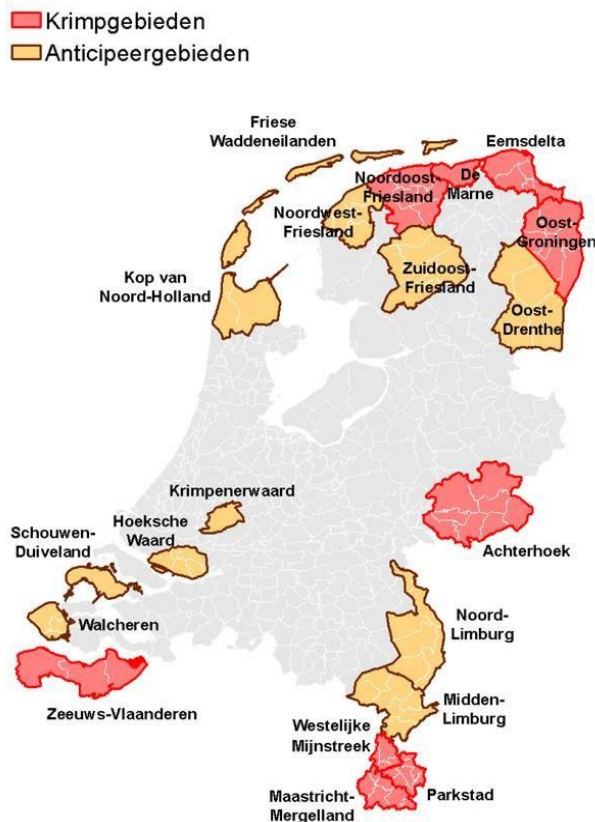 Krimpgebieden
Anticipeergebieden
Friese
Waddeneilanden
Eemsdelta
Noordoost-
Friesland
De
Marne
Noordwest-
Friesland
Oost-
Groningen
Kop van
Noord-Holland
Zuidoost-
Friesland
Oost-
Drenthe
Krimpenerwaard
Hoeksche
Waard
Schouwen-
Duiveland
Achterhoek
Walcheren
Noord-
Limburg
Zeeuws-Vlaanderen
Midden-
Limburg
Westelijke
Mijnstreek
Maastricht-
Mergelland
Parkstad